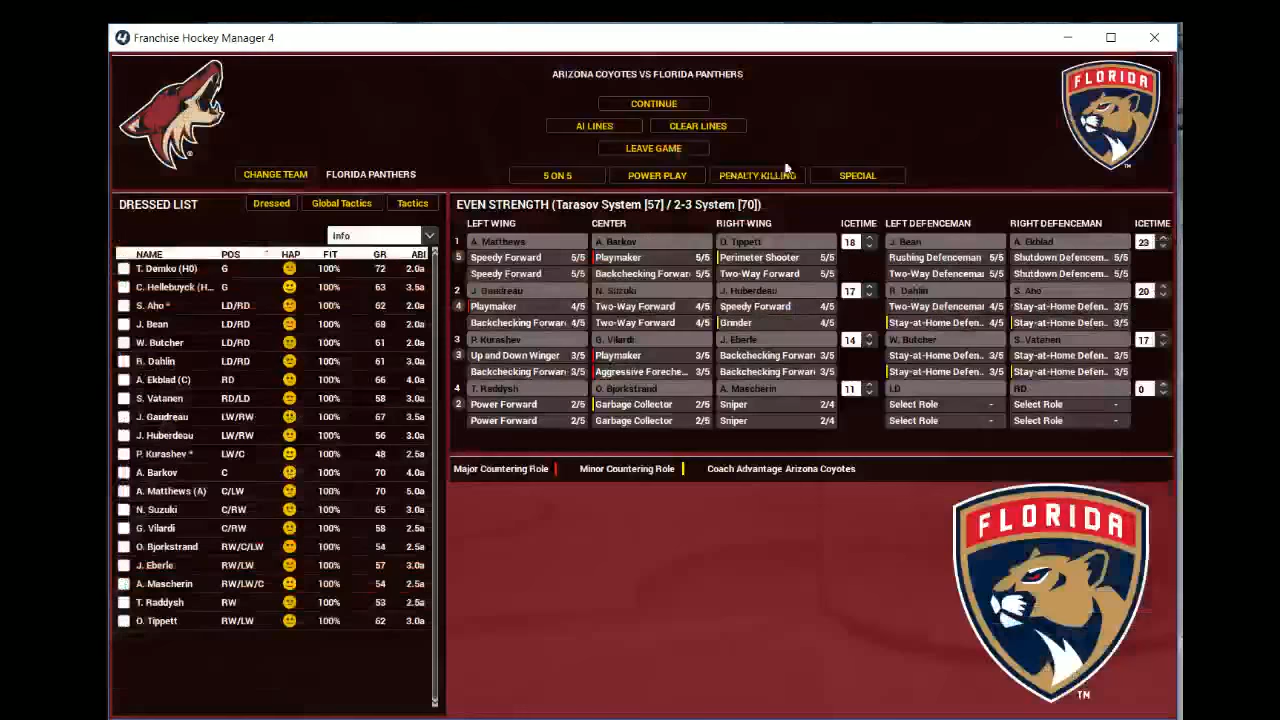 Franchise Hockey Manager 4
ARIZONA COYOTES VS FLORIDA PANTHERS
CONTINUE
AI LINES CLEAR LINES
LEAVE GAME
CHANGE TEAM FLORIDA PANTHERS
5 ON 5 POWER PLAY PENALTY KILLING SPECIAL
FLORIDA
TM
DRESSED LIST Dressed Global Tactics Tactics
Info
NAME POS HAP FIT GR ABI
T. Demko (H0) G 100% 72 2.0a
C. Hellebuyck (H... G 100% 63 3.5a
S. Aho * LD/RD 100% 62 2.0a
J. Bean LD/RD 100% 68 2.0a
W. Butcher LD/RD 100% 61 2.0a
R. Dahlin LD/RD 100% 61 3.0a
A. Ekblad (C) RD 100% 66 4.0a
S. Vatanen RD/LD 100% 58 3.0a
J. Gaudreau LW/RW 100% 67 3.5a
J. Huberdeau LW/RW 100% 56 3.0a
P. Kurashev * LW/C 100% 48 2.5a
A. Barkov C 100% 70 4.0a
A. Matthews (A) C/LW 100% 70 5.0a
N. Suzuki C/RW 100% 65 3.0a
G. Vilardi C/RW 100% 58 2.5a
O. Bjorkstrand RW/C/LW 100% 54 2.5a
J. Eberle RW/LW 100% 57 3.0a
A. Mascherin RW/LW/C 100% 54 2.5a
T. Raddysh RW 100% 53 2.5a
O. Tippett RW/LW 100% 62 3.0a
EVEN STRENGTH (Tarasov System [57] / 2-3 System [70])
LEFT WING CENTER RIGHT WING ICETIME LEFT DEFENCEMAN RIGHT DEFENCEMAN ICETIME
1 A. Matthews A. Barkov O. Tippett 18 J. Bean A. Ekblad 23
5 Speedy Forward 5/5 Playmaker 5/5 Perimeter Shooter 5/5 Rushing Defenceman 5/5 Shutdown Defencem.. 5/5
Speedy Forward 5/5 Backchecking Forwar 5/5 Two-Way Forward 5/5 Two-Way Defenceman 5/5 Shutdown Defencem.. 5/5
2 J. Gaudreau N. Suzuki J. Huberdeau 17 R. Dahlin S. Aho 20
4 Playmaker 4/5 Two-Way Forward 4/5 Speedy Forward 4/5 Two-Way Defenceman 4/5 Stay-at-Home Defen.. 4/5
Backchecking Forwar 4/5 Two-Way Forward 4/5 Grinder 4/5 Stay-at-Home Defen.. 4/5 Stay-at-Home Defen.. 4/5
3 P. Kurashev G. Vilardi J. Eberle 14 W. Butcher S. Vatanen 17
3 Up and Down Winger 3/5 Playmaker 3/5 Backchecking Forwar 3/5 Stay-at-Home Defen.. 3/5 Stay-at-Home Defen.. 3/5
Backchecking Forwar 3/5 Aggressive Foreche... 3/5 Backchecking Forwar 3/5 Stay-at-Home Defen.. 3/5 Stay-at-Home Defen.. 3/5
4 T. Raddysh O. Bjorkstrand A. Mascherin 11 LD RD 0
2 Power Forward 2/5 Garbage Collector 2/5 Sniper 2/4 Select Role - Select Role -
Power Forward 2/5 Garbage Collector 2/5 Sniper 2/4 Select Role - Select Role -
Major Countering Role Minor Countering Role Coach Advantage Arizona Coyotes
FLORIDA
TM